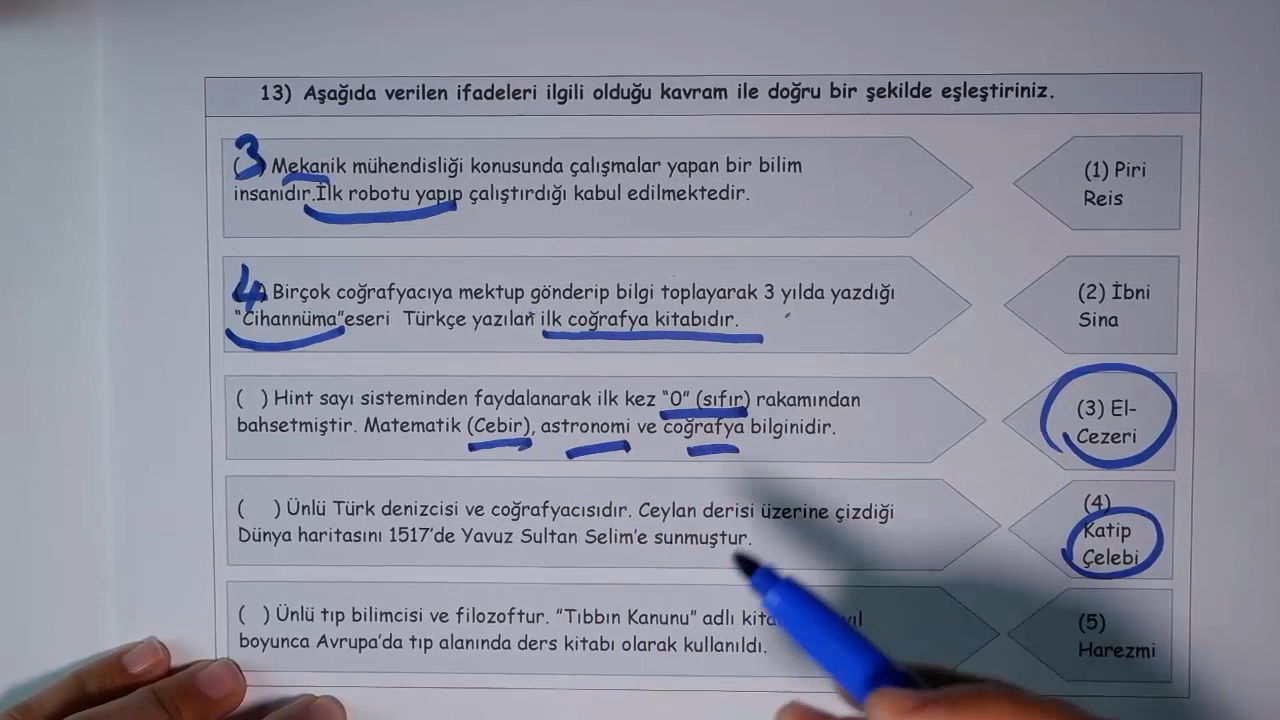 13) Aşağıda verilen ifadeleri ilgili olduğu kavram ile doğru bir şekilde eşleştiriniz.
(3) Mekanik mühendisliği konusunda çalışmalar yapan bir bilim
insanıdır.İlk robotu yapıp çalıştırdığı kabul edilmektedir.
(1) Piri
Reis
(4) Birçok coğrafyacıya mektup gönderip bilgi toplayarak 3 yılda yazdığı
"Cihannüma"eseri Türkçe yazılan ilk coğrafya kitabıdır.
(2) İbni
Sina
( ) Hint sayı sisteminden faydalanarak ilk kez "0" (sıfır) rakamından
bahsetmiştir. Matematik (Cebir), astronomi ve coğrafya bilginidir.
(3) El-
Cezeri
( ) Ünlü Türk denizcisi ve coğrafyacısıdır. Ceylan derisi üzerine çizdiği
Dünya haritasını 1517'de Yavuz Sultan Selim'e sunmuştur.
(4)
Katip
Çelebi
( ) Ünlü tıp bilimcisi ve filozoftur. "Tıbbın Kanunu" adlı
boyunca Avrupa'da tıp alanında ders kitabı olarak kullanıldı.
(5)
Harezmi